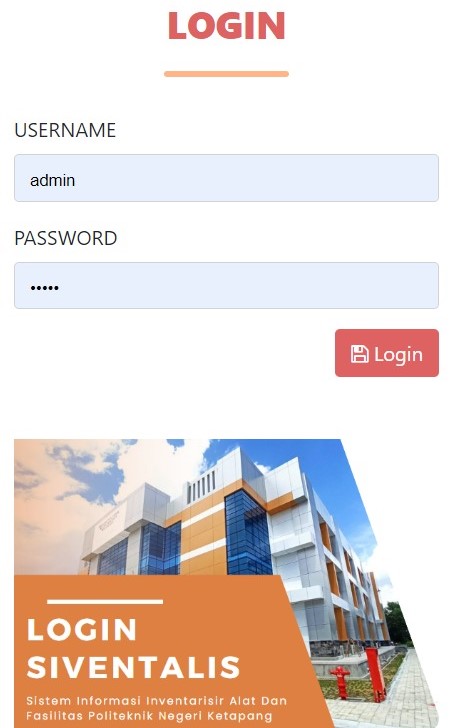 LOGIN
USERNAME
admin
PASSWORD
•••••
Login
LOGIN
SIVENTALIS
Sistem Informasi Inventarisir Alat Dan
Fasilitas Politeknik Negeri Ketapang